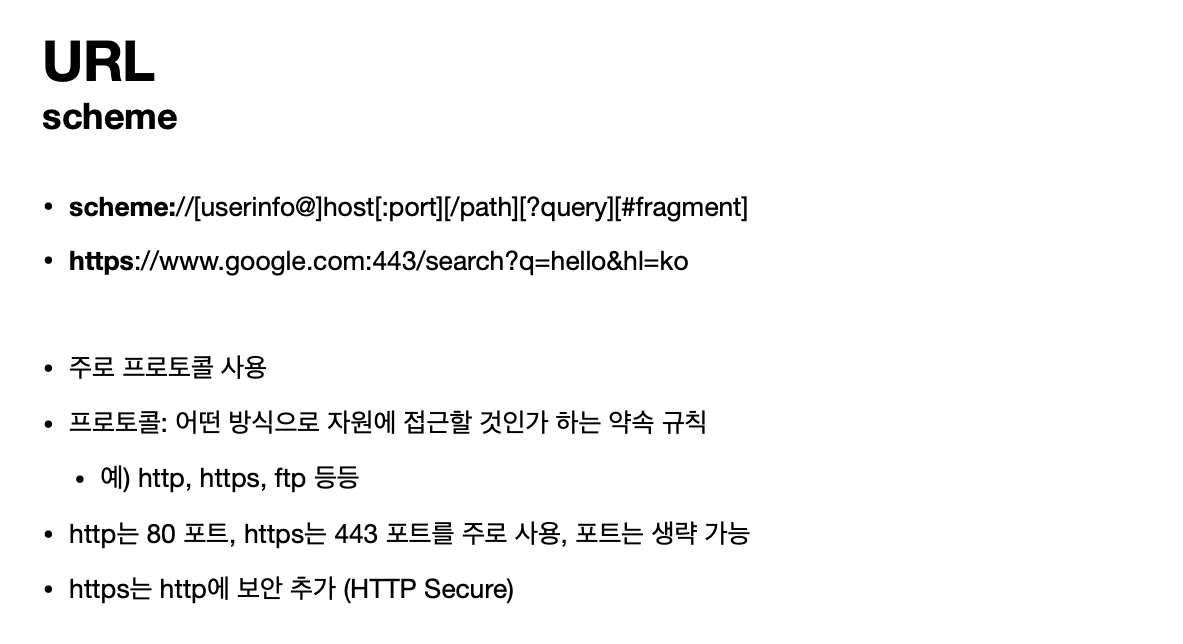 URL
scheme
• scheme://[userinfo@]host[:port][/path][?query][#fragment]
• https://www.google.com:443/search?q=hello&hl=ko
• 주로 프로토콜 사용
• 프로토콜: 어떤 방식으로 자원에 접근할 것인가 하는 약속 규칙
• 예) http, https, ftp 등등
• http는 80 포트, https는 443 포트를 주로 사용, 포트는 생략 가능
• https는 http에 보안 추가 (HTTP Secure)